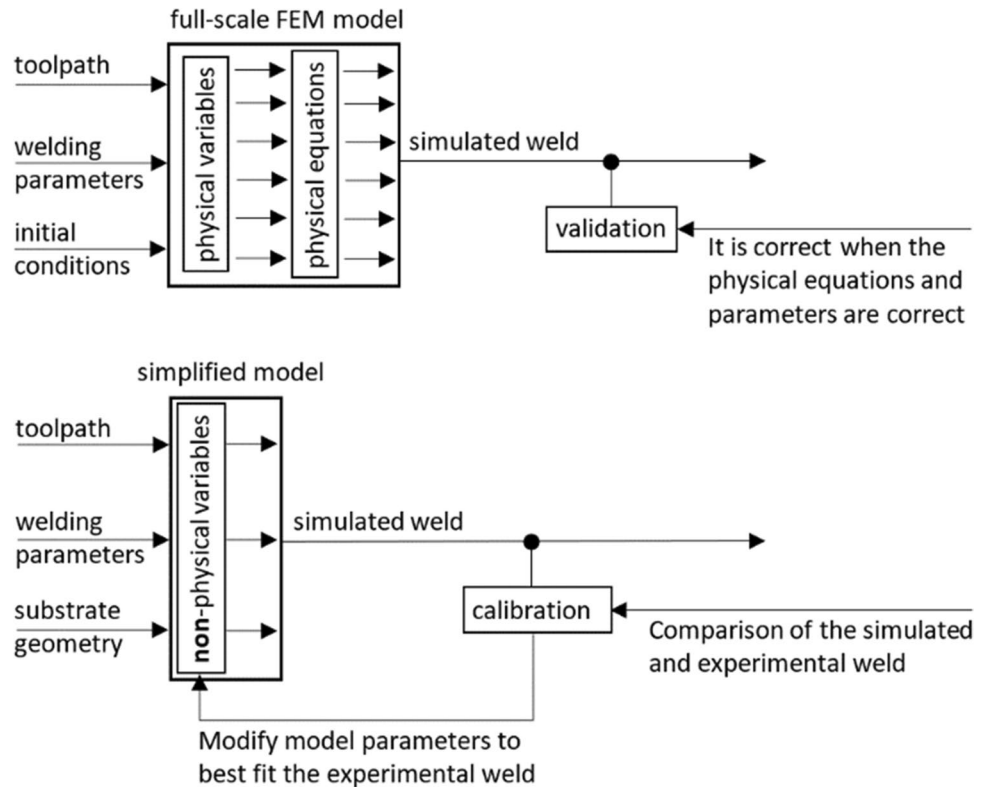 full-scale FEM model
toolpath
welding
parameters
initial
conditions
physical variables
physical equations
simulated weld
validation
It is correct when the
physical equations and
parameters are correct
simplified model
toolpath
welding
parameters
substrate
geometry
non-physical variables
simulated weld
calibration
Comparison of the simulated
and experimental weld
Modify model parameters to
best fit the experimental weld